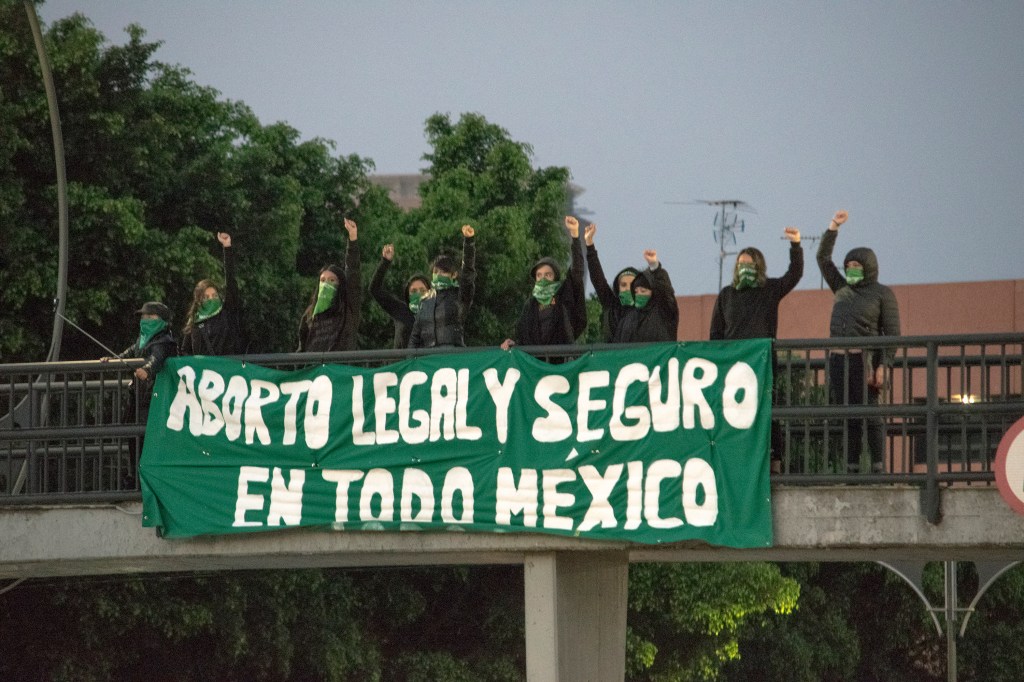 ABORTO LEGAL Y SEGURO
EN TODO MÉXICO